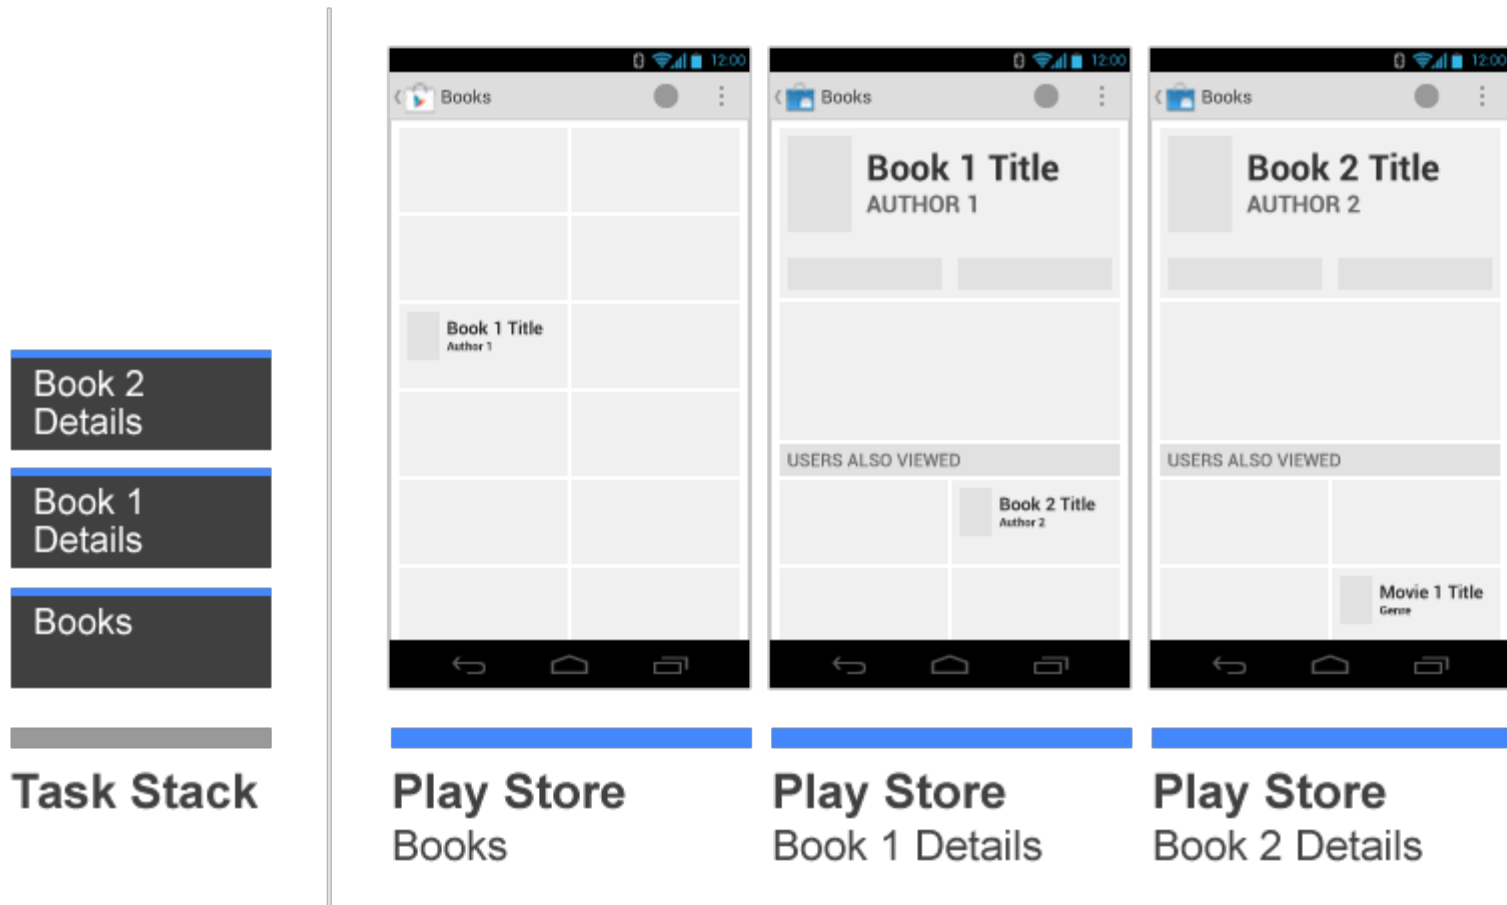 Book 2
Details
Book 1
Details
Books
Task Stack
12:00
Books
Book 1 Title
Author 1
Play Store
Books
12:00
Books
Book 1 Title
AUTHOR 1
USERS ALSO VIEWED
Book 2 Title
Author 2
Play Store
Book 1 Details
12:00
Books
Book 2 Title
AUTHOR 2
USERS ALSO VIEWED
Movie 1 Title
Genre
Play Store
Book 2 Details